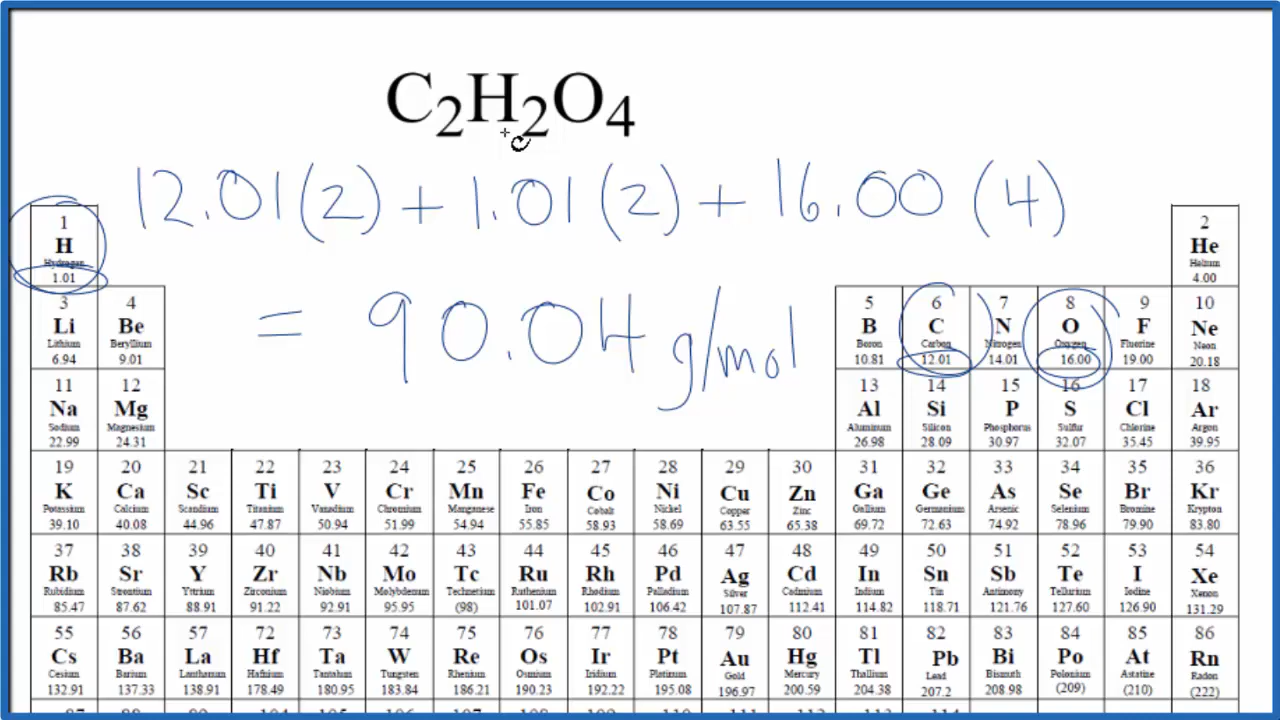 C2H2O4
12.01(2) + 1.01(2) + 16.00 (4)
= 90.04 g/mol
1 2
H He
Hydrogen Helium
1.01 4.00
3 4 5 6 7 8 9 10
Li Be B C N O F Ne
Lithium Beryllium Boron Carbon Nitrogen Oxygen Fluorine Neon
6.94 9.01 10.81 12.01 14.01 16.00 19.00 20.18
11 12 13 14 15 16 17 18
Na Mg Al Si P S Cl Ar
Sodium Magnesium Aluminum Silicon Phosphorus Sulfur Chlorine Argon
22.99 24.31 26.98 28.09 30.97 32.07 35.45 39.95
19 20 21 22 23 24 25 26 27 28 29 30 31 32 33 34 35 36
K Ca Sc Ti V Cr Mn Fe Co Ni Cu Zn Ga Ge As Se Br Kr
Potassium Calcium Scandium Titanium Vanadium Chromium Manganese Iron Cobalt Nickel Copper Zinc Gallium Germanium Arsenic Selenium Bromine Krypton
39.10 40.08 44.96 47.87 50.94 51.99 54.94 55.85 58.93 58.69 63.55 65.38 69.72 72.63 74.92 78.96 79.90 83.80
37 38 39 40 41 42 43 44 45 46 47 48 49 50 51 52 53 54
Rb Sr Y Zr Nb Mo Tc Ru Rh Pd Ag Cd In Sn Sb Te I Xe
Rubidium Strontium Yttrium Zirconium Niobium Molybdenum Technetium Ruthenium Rhodium Palladium Silver Cadmium Indium Tin Antimony Tellurium Iodine Xenon
85.47 87.62 88.91 91.22 92.91 95.95 (98) 101.07 102.91 106.42 107.87 112.41 114.82 118.71 121.76 127.60 126.90 131.29
55 56 57 72 73 74 75 76 77 78 79 80 81 82 83 84 85 86
Cs Ba La Hf Ta W Re Os Ir Pt Au Hg Tl Pb Bi Po At Rn
Cesium Barium Lanthanum Hafnium Tantalum Tungsten Rhenium Osmium Iridium Platinum Gold Mercury Thallium Lead Bismuth Polonium Astatine Radon
132.91 137.33 138.91 178.49 180.95 183.84 186.21 190.23 192.22 195.08 196.97 200.59 204.38 207.2 208.98 (209) (210) (222)